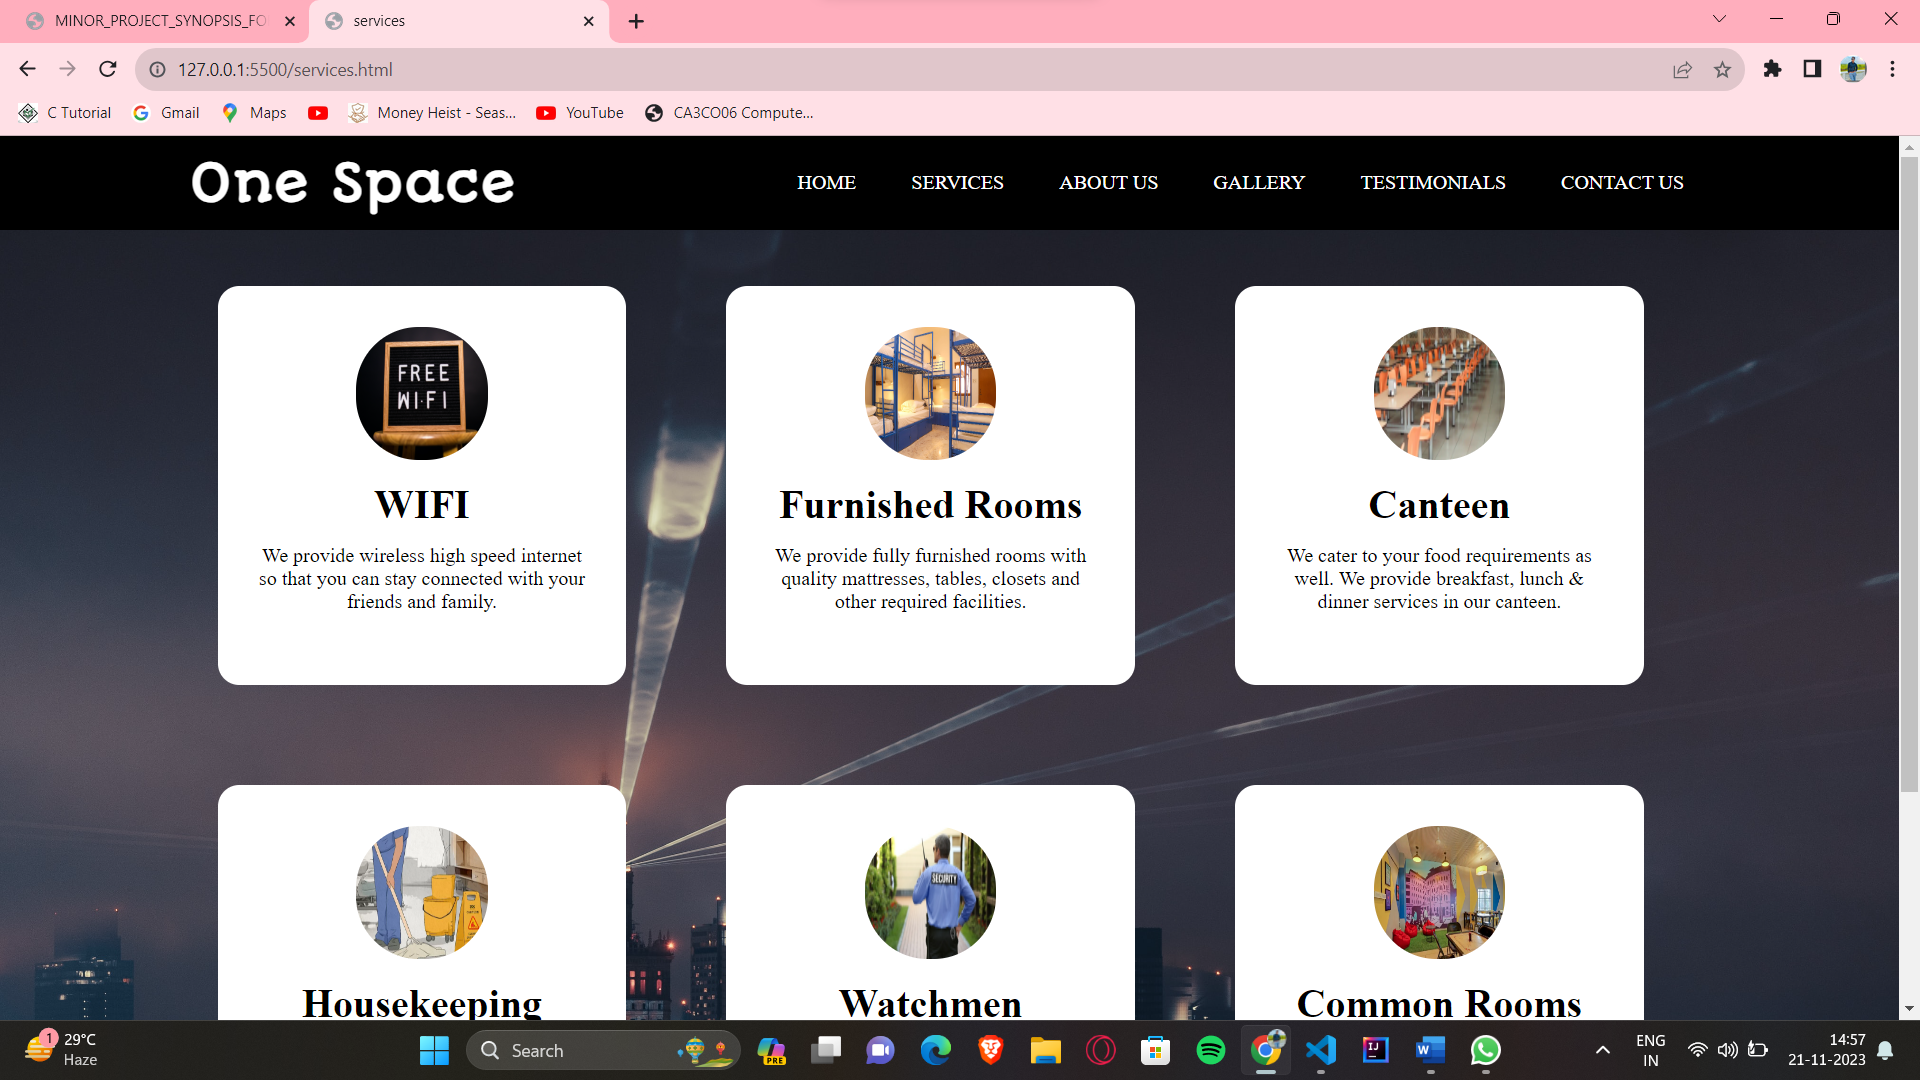 MINOR_PROJECT_SYNOPSIS_FO
services
127.0.0.1:5500/services.html
C Tutorial
Gmail
Maps
Money Heist - Seas...
YouTube
CA3CO06 Compute...
One Space
HOME
SERVICES
ABOUT US
GALLERY
TESTIMONIALS
CONTACT US
FREE
WI-FI
WIFI
We provide wireless high speed internet
so that you can stay connected with your
friends and family.
Furnished Rooms
We provide fully furnished rooms with
quality mattresses, tables, closets and
other required facilities.
Canteen
We cater to your food requirements as
well. We provide breakfast, lunch &
dinner services in our canteen.
Housekeeping
SECURITY
Watchmen
Common Rooms
1
29°C
Haze
Search
PRE
IJ
W
ENG
IN
14:57
21-11-2023